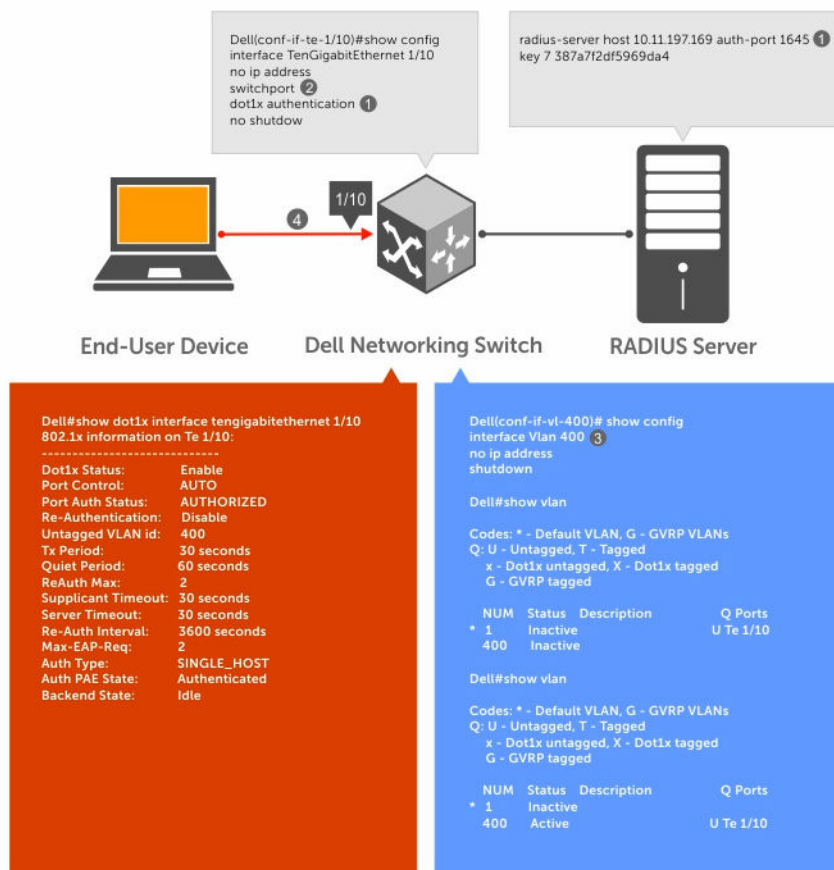 Dell(conf-if-te-1/10)#show config
interface TenGigabitEthernet 1/10
no ip address
switchport 2
dot1x authentication 1
no shutdow
radius-server host 10.11.197.169 auth-port 1645 1
key 7 387a7f2df5969da4
1/10
4
End-User Device
Dell Networking Switch
RADIUS Server
Dell#show dot1x interface tengigabitethernet 1/10
802.1x information on Te 1/10:
-----------------------------
Dot1x Status: Enable
Port Control: AUTO
Port Auth Status: AUTHORIZED
Re-Authentication: Disable
Untagged VLAN id: 400
Tx Period: 30 seconds
Quiet Period: 60 seconds
ReAuth Max: 2
Supplicant Timeout: 30 seconds
Server Timeout: 30 seconds
Re-Auth Interval: 3600 seconds
Max-EAP-Req: 2
Auth Type: SINGLE_HOST
Auth PAE State: Authenticated
Backend State: Idle
Dell(conf-if-vl-400)# show config
interface Vlan 400 3
no ip address
shutdown
Dell#show vlan
Codes: * - Default VLAN, G - GVRP VLANs
Q: U - Untagged, T - Tagged
x - Dot1x untagged, X - Dot1x tagged
G - GVRP tagged
NUM Status Description Q Ports
* 1 Inactive U Te 1/10
400 Inactive
Dell#show vlan
Codes: * - Default VLAN, G - GVRP VLANs
Q: U - Untagged, T - Tagged
x - Dot1x untagged, X - Dot1x tagged
G - GVRP tagged
NUM Status Description Q Ports
* 1 Inactive
400 Active U Te 1/10